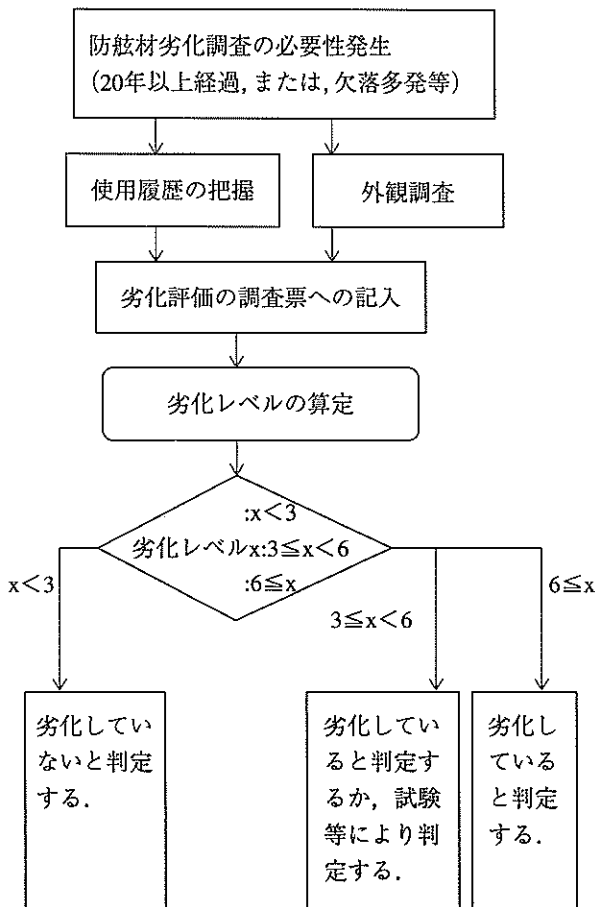 防舷材劣化調査の必要性発生
(20年以上経過, または, 欠落多発等)
使用履歴の把握
外観調査
劣化評価の調査票への記入
劣化レベルの算定
:x<3
劣化レベルx:3≦x<6
:6≦x
x<3
3≦x<6
6≦x
劣化してい
ないと判定
する.
劣化してい
ると判定す
るか, 試験
等により判
定する.
劣化し
ている
と判定
する.